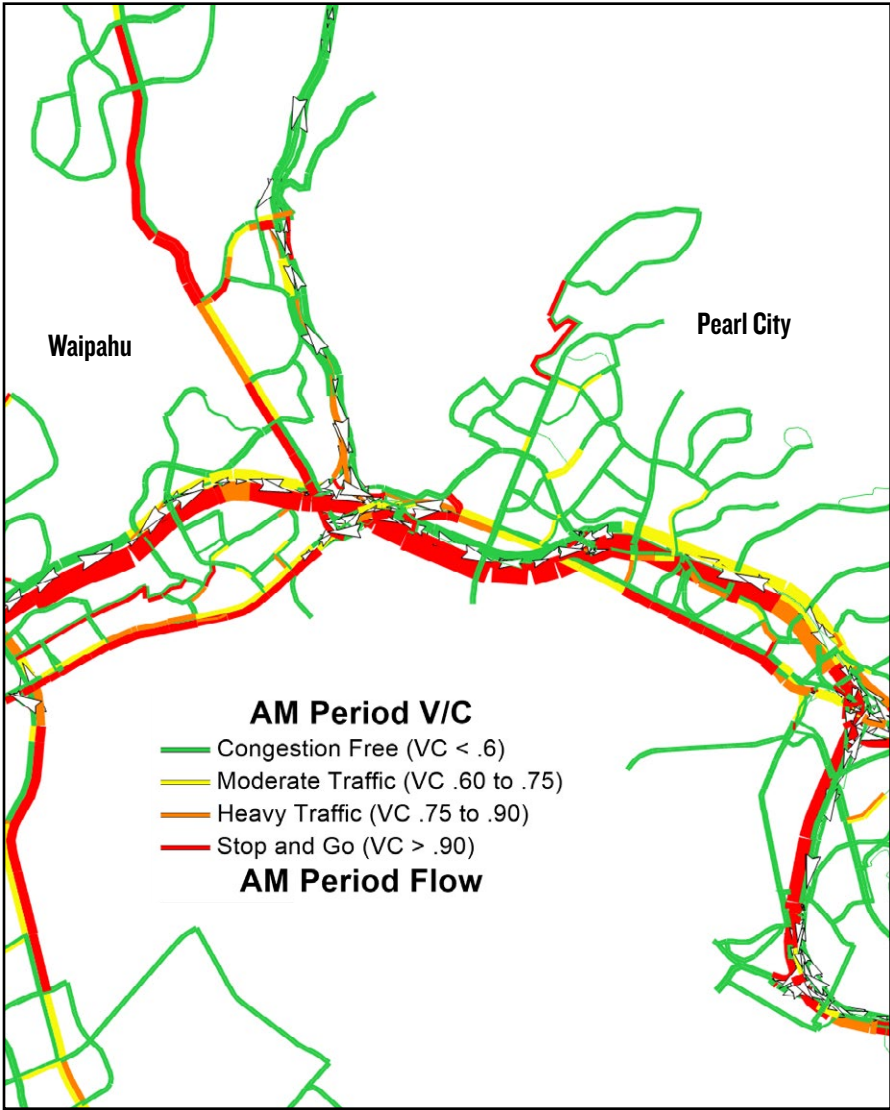 Pearl City
Waipahu
AM Period V/C
Congestion Free (VC < .6)
Moderate Traffic (VC .60 to .75)
Heavy Traffic (VC .75 to .90)
Stop and Go (VC > .90)
AM Period Flow